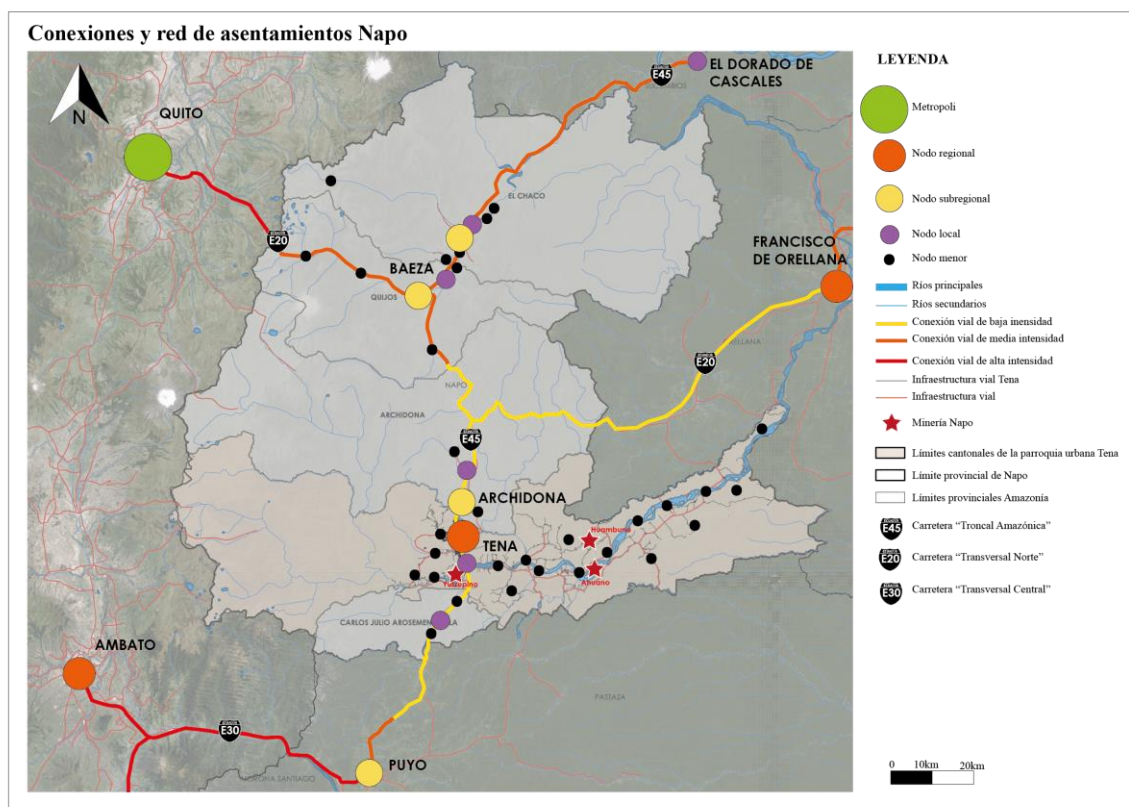 Conexiones y red de asentamientos Napo
N
QUITO
E20
E45
EL DORADO DE
CASCALES
EL CHACO
BAEZA
QUIJOS
FRANCISCO
DE ORELLANA
E20
NAPO
ARCHIDONA
E45
ARCHIDONA
TENA
Ahuano
CARLOS JULIO AROSEMENA
AMBATO
E30
PASTAZA
PUYO
MORONA SANTIAGO
LEYENDA
Metropoli
Nodo regional
Nodo subregional
Nodo local
Nodo menor
Ríos principales
Ríos secundarios
Conexión vial de baja inensidad
Conexión vial de media intensidad
Conexión vial de alta intensidad
Infraestructura vial Tena
Infraestructura vial
Minería Napo
Límites cantonales de la parroquia urbana Tena
Límite provincial de Napo
Límites provinciales Amazonía
E45
Carretera “Troncal Amazónica”
E20
Carretera “Transversal Norte”
E30
Carretera “Transversal Central”
0 10km 20km